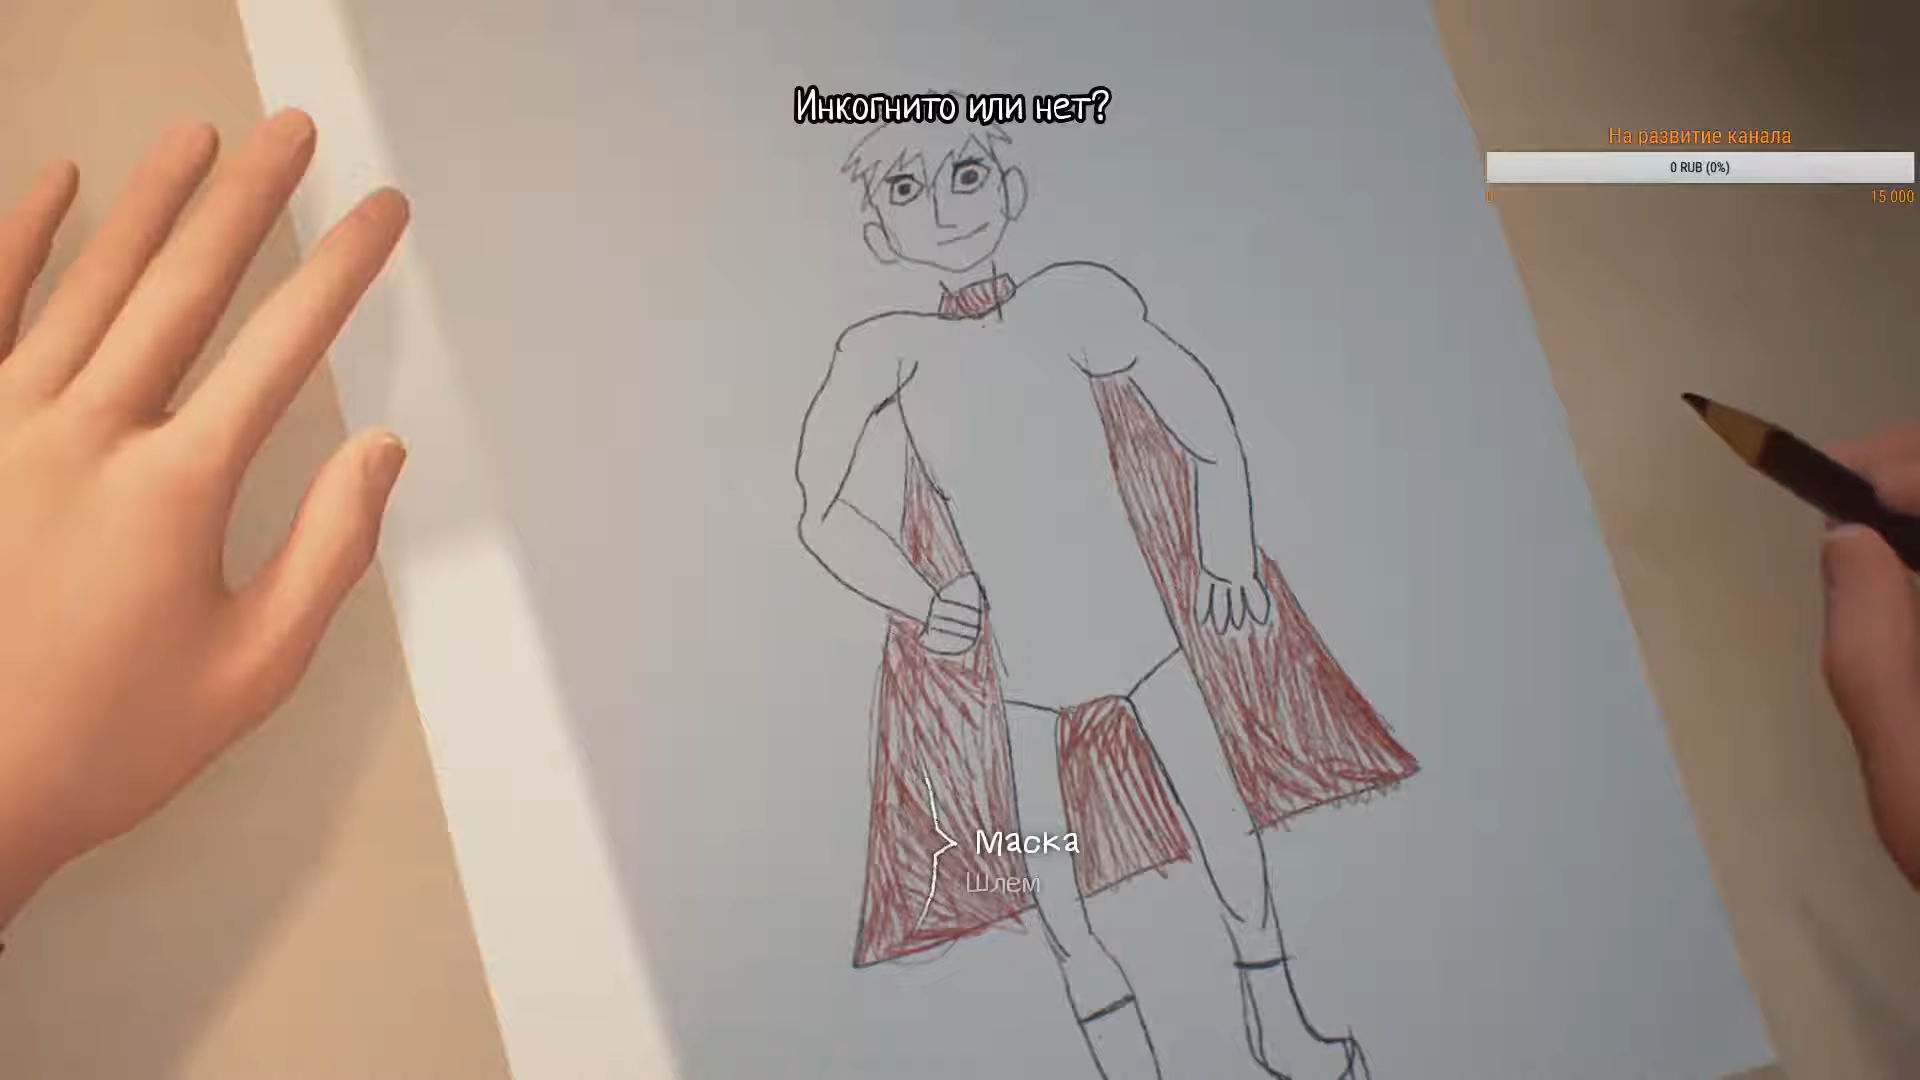 Инкогнито или нет?
На развитие канала
0 RUB (0%)
0 15 000
Маска
Шлем